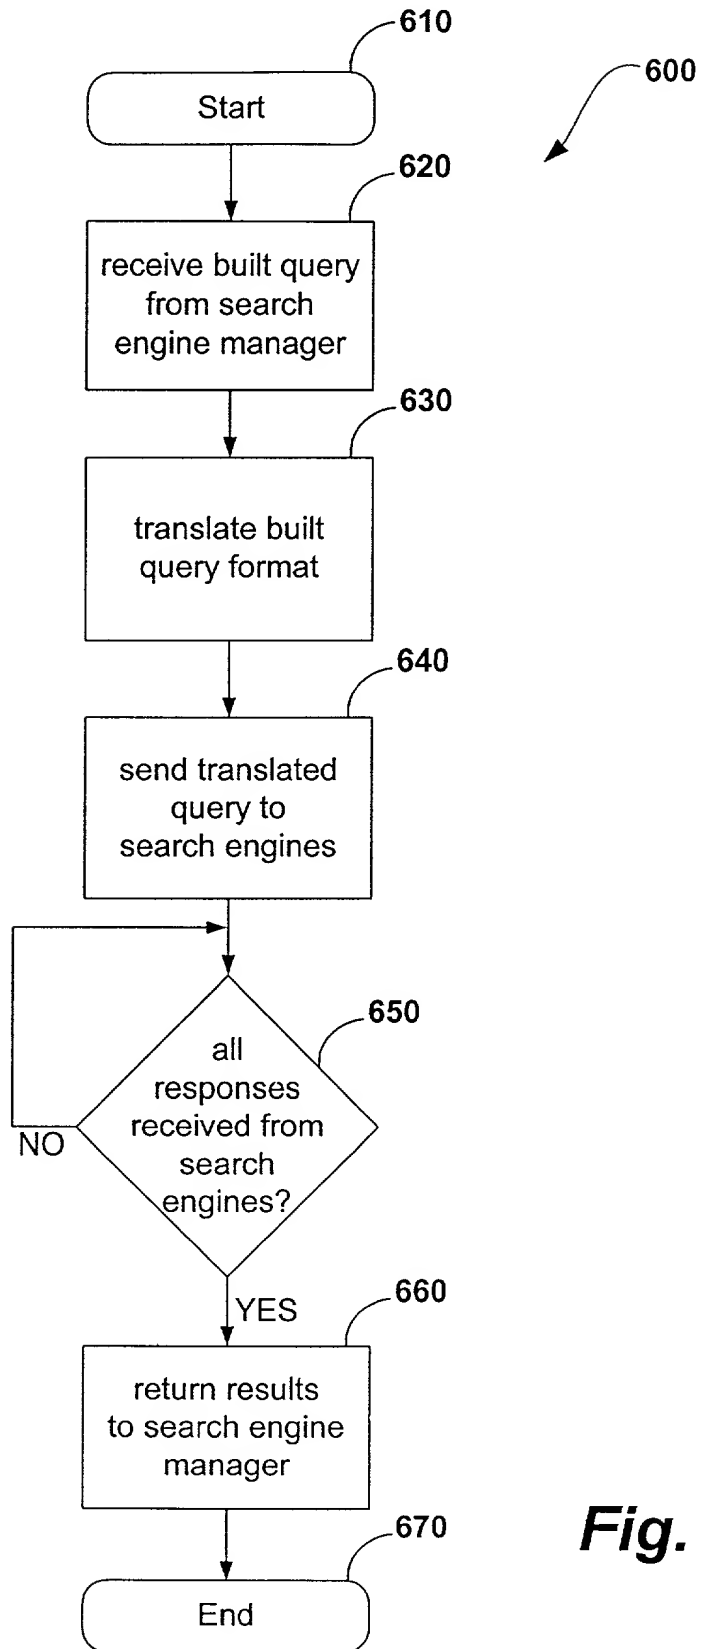 610
600
Start
620
receive built query
from search
engine manager
630
translate built
query format
640
send translated
query to
search engines
650
all
responses
received from
search
engines?
NO
YES
660
return results
to search engine
manager
670
End
Fig.